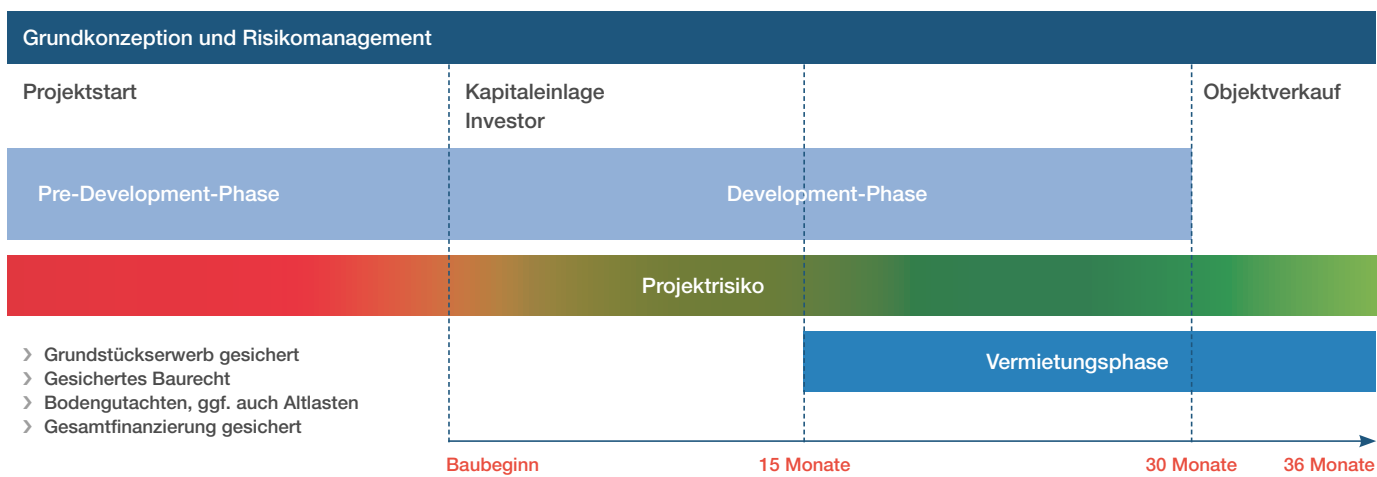 Grundkonzeption und Risikomanagement
Projektstart
Kapitaleinlage
Investor
Objektverkauf
Pre-Development-Phase
Development-Phase
Projektrisiko
› Grundstückserwerb gesichert
› Gesichertes Baurecht
› Bodengutachten, ggf. auch Altlasten
› Gesamtfinanzierung gesichert
Vermietungsphase
Baubeginn
15 Monate
30 Monate
36 Monate